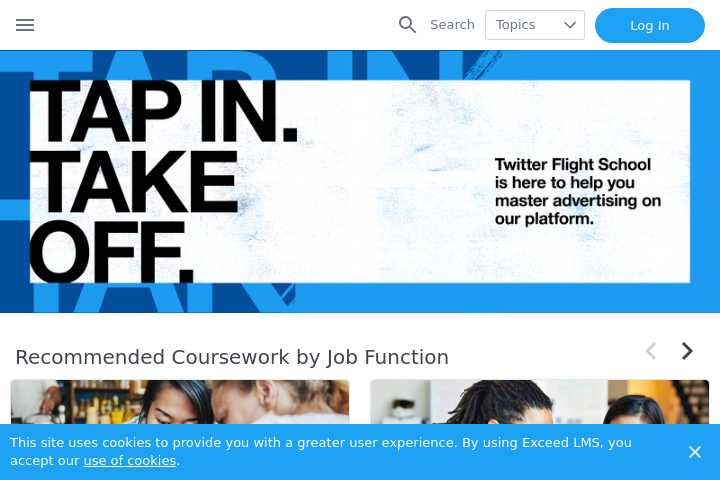 Search
Topics
Log In
TAP IN.
TAKE
OFF.
Twitter Flight School
is here to help you
master advertising on
our platform.
Recommended Coursework by Job Function
This site uses cookies to provide you with a greater user experience. By using Exceed LMS, you
accept our use of cookies.